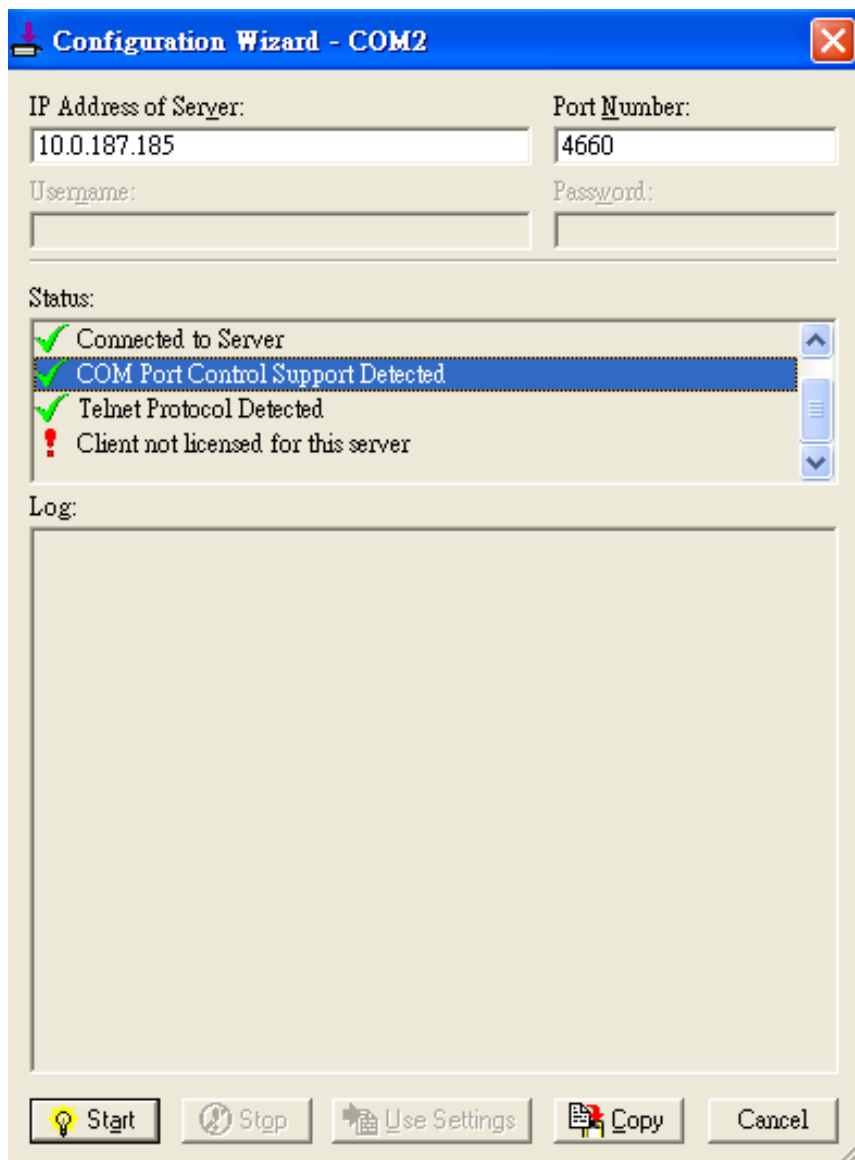 Configuration Wizard - COM2
IP Address of Server: Port Number:
10.0.187.185 4660
Username: Password:
Status:
Connected to Server
COM Port Control Support Detected
Telnet Protocol Detected
Client not licensed for this server
Log:
Start Stop Use Settings Copy Cancel